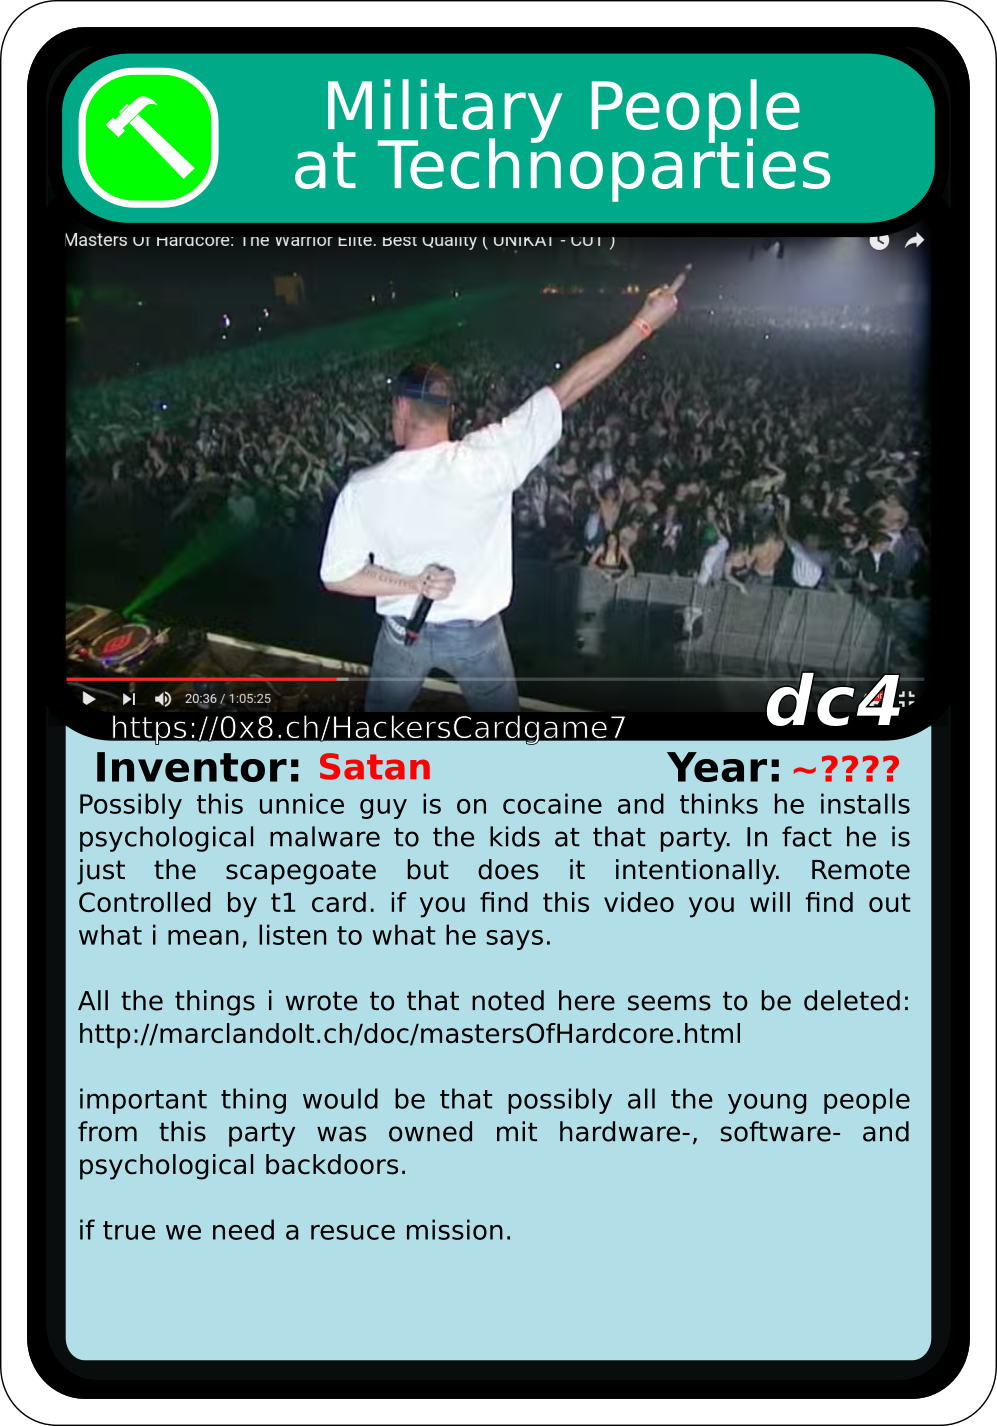 Military People
at Technoparties
Masters Of Hardcore: The Warrior Elite. Best Quality ( UNIKAT - CUT )
20:36 / 1:05:25
dc4
https://0x8.ch/HackersCardgame7
Inventor: Satan Year: ~????
Possibly this unnice guy is on cocaine and thinks he installs
psychological malware to the kids at that party. In fact he is
just the scapegoate but does it intentionally. Remote
Controlled by t1 card. if you find this video you will find out
what i mean, listen to what he says.
All the things i wrote to that noted here seems to be deleted:
http://marclandolt.ch/doc/mastersOfHardcore.html
important thing would be that possibly all the young people
from this party was owned mit hardware-, software- and
psychological backdoors.
if true we need a resuce mission.